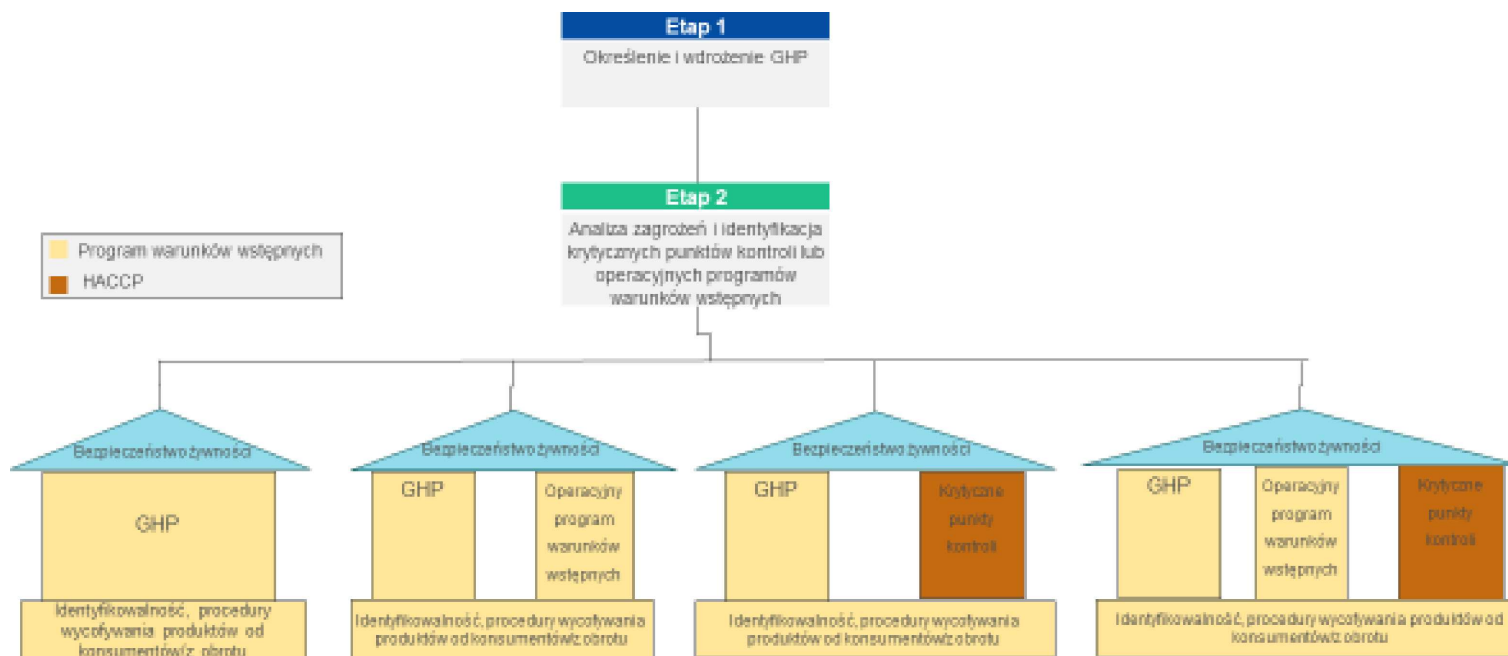 Etap 1
Określenie i wdrożenie GHP
Etap 2
Analiza zagrożeń i identyfikacja
krytycznych punktów kontroli lub
operacyjnych programów
warunków wstępnych
Program warunków wstępnych
HACCP
Bezpieczeństwo żywności
GHP
Identyfikowalność, procedury
wycofywania produktów od
konsumentów/z obrotu
Bezpieczeństwo żywności
GHP
Operacyjny
program
warunków
wstępnych
Identyfikowalność, procedury wycofywania
produktów od konsumentów/z obrotu
Bezpieczeństwo żywności
GHP
Krytyczne
punkty
kontroli
Identyfikowalność, procedury wycofywania
produktów od konsumentów/z obrotu
Bezpieczeństwo żywności
GHP
Operacyjny
program
warunków
wstępnych
Krytyczne
punkty
kontroli
Identyfikowalność, procedury wycofywania produktów od
konsumentów/z obrotu